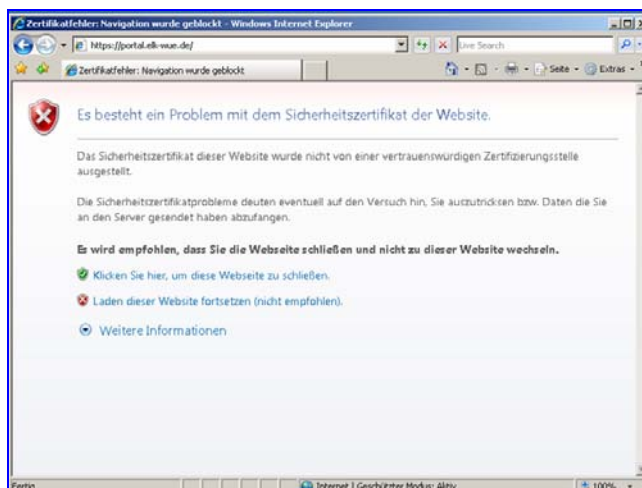 Zertifikatfehler: Navigation wurde geblockt - Windows Internet Explorer
https://portal.elk-wue.de/
Live Search
Zertifikatfehler: Navigation wurde geblockt
Seite
Extras
Es besteht ein Problem mit dem Sicherheitszertifikat der Website.
Das Sicherheitszertifikat dieser Website wurde nicht von einer vertrauenswürdigen Zertifizierungsstelle
ausgestellt.
Die Sicherheitszertifikatprobleme deuten eventuell auf den Versuch hin, Sie auszutricksen bzw. Daten die Sie
an den Server gesendet haben abzufangen.
Es wird empfohlen, dass Sie die Webseite schließen und nicht zu dieser Website wechseln.
Klicken Sie hier, um diese Webseite zu schließen.
Laden dieser Website fortsetzen (nicht empfohlen).
Weitere Informationen
Fertig
Internet | Geschützter Modus: Aktiv
100%